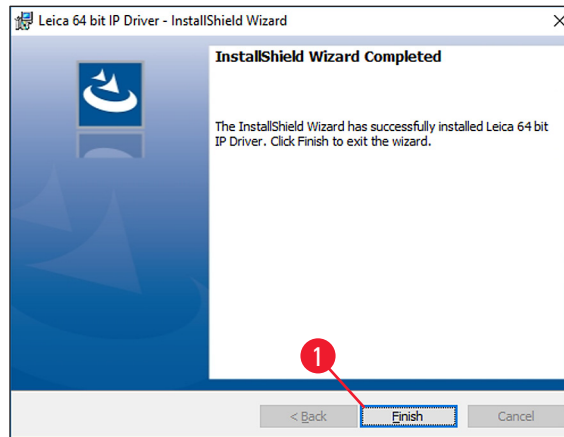 Leica 64 bit IP Driver - InstallShield Wizard
InstallShield Wizard Completed
The InstallShield Wizard has successfully installed Leica 64 bit
IP Driver. Click Finish to exit the wizard.
1
< Back
Finish
Cancel